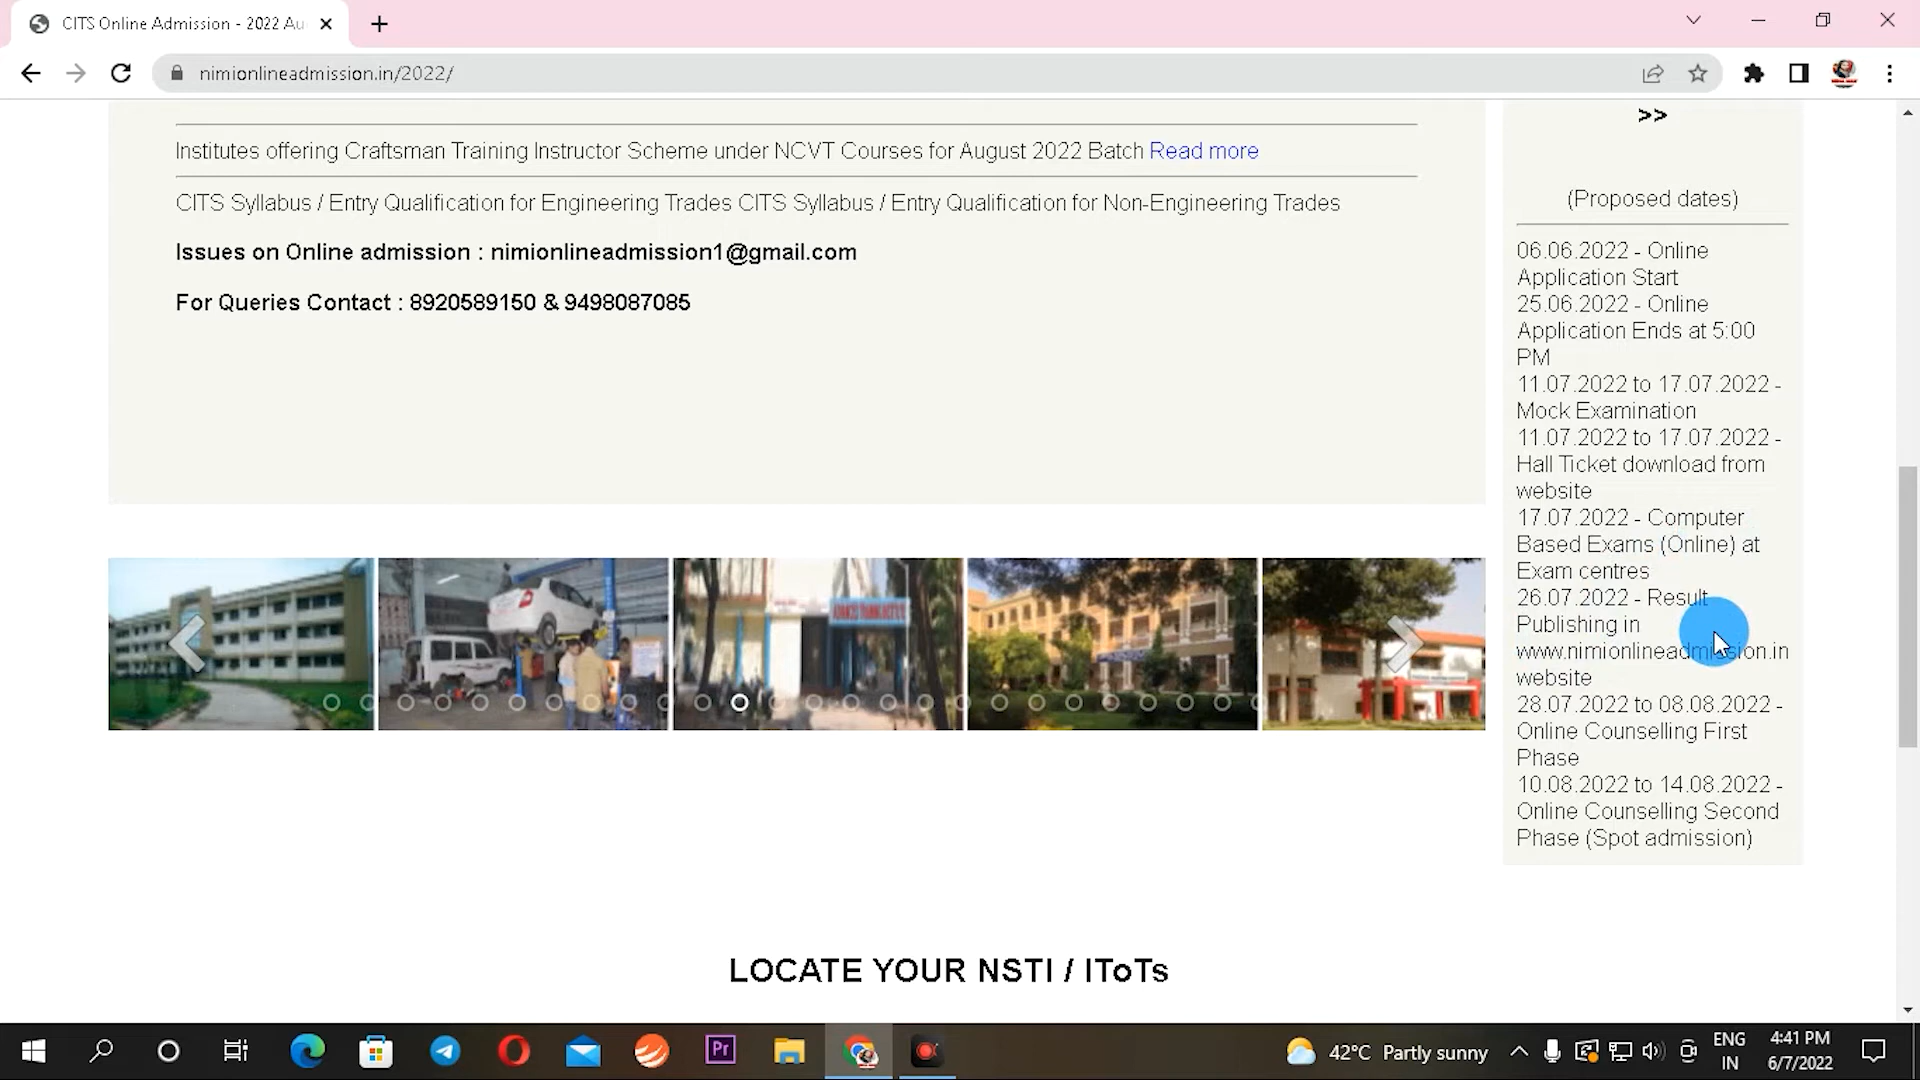 CITS Online Admission - 2022 Au
nimionlineadmission.in/2022/
Institutes offering Craftsman Training Instructor Scheme under NCVT Courses for August 2022 Batch Read more
CITS Syllabus / Entry Qualification for Engineering Trades CITS Syllabus / Entry Qualification for Non-Engineering Trades
Issues on Online admission : nimionlineadmission1@gmail.com
For Queries Contact : 8920589150 & 9498087085
>>
(Proposed dates)
06.06.2022 - Online
Application Start
25.06.2022 - Online
Application Ends at 5:00
PM
11.07.2022 to 17.07.2022 -
Mock Examination
11.07.2022 to 17.07.2022 -
Hall Ticket download from
website
17.07.2022 - Computer
Based Exams (Online) at
Exam centres
26.07.2022 - Result
Publishing in
www.nimionlineadmission.in
website
28.07.2022 to 08.08.2022 -
Online Counselling First
Phase
10.08.2022 to 14.08.2022 -
Online Counselling Second
Phase (Spot admission)
LOCATE YOUR NSTI / IToTs
Pr
42°C Partly sunny
ENG
IN
4:41 PM
6/7/2022